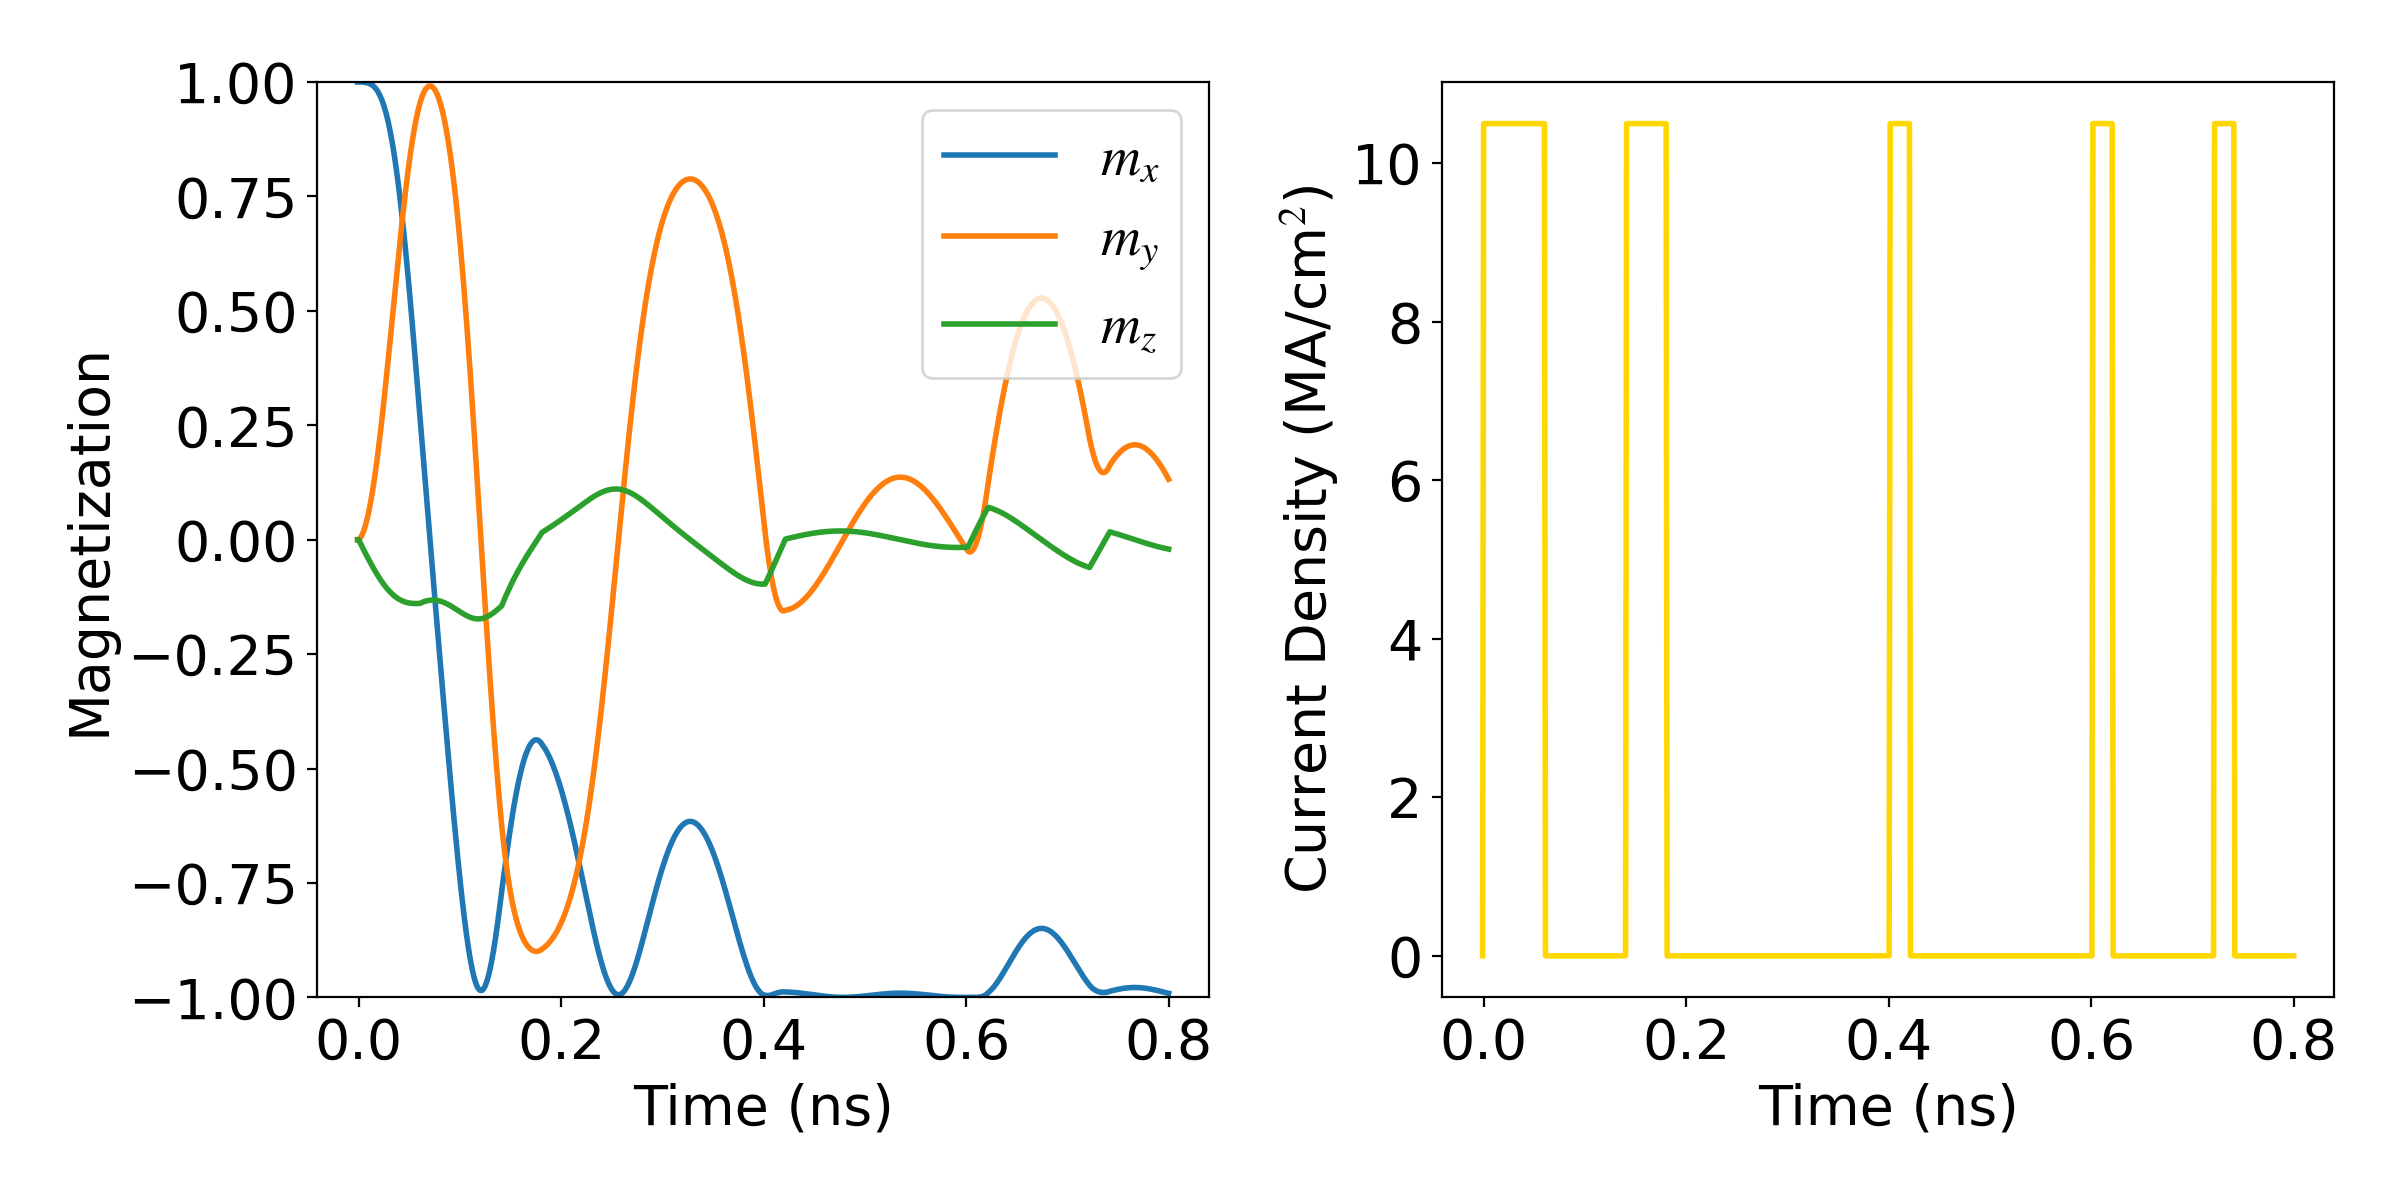 1.00
0.75
0.50
0.25
0.00
−0.25
−0.50
−0.75
−1.00
Magnetization
0.0 0.2 0.4 0.6 0.8
Time (ns)
m_x
m_y
m_z
10
8
6
4
2
0
Current Density (MA/cm²)
0.0 0.2 0.4 0.6 0.8
Time (ns)